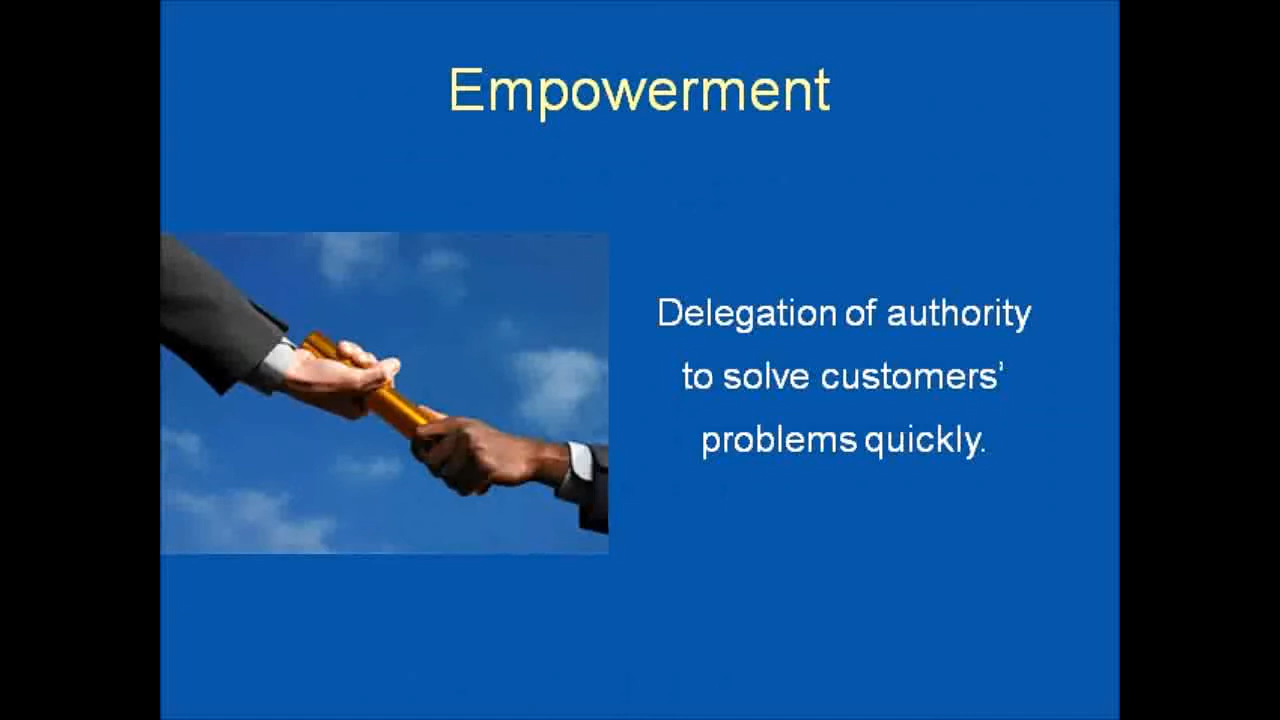 Empowerment
Delegation of authority
to solve customers’
problems quickly.